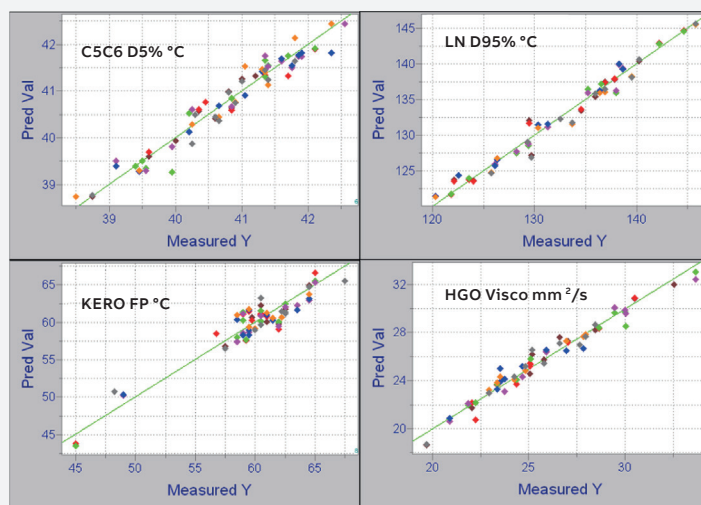 C5C6 D5% °C
Pred Val
42
41
40
39
39
40
41
42
Measured Y
LN D95% °C
Pred Val
145
140
135
130
125
120
130
140
Measured Y
KERO FP °C
Pred Val
65
60
55
50
45
45
50
55
60
65
Measured Y
HGO Visco mm²/s
Pred Val
32
28
24
20
20
25
30
Measured Y